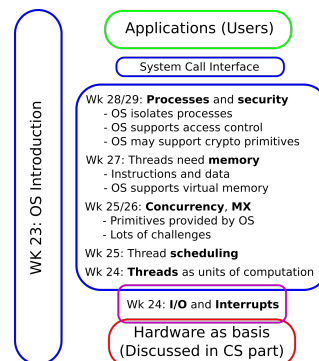 WK 23: OS Introduction
Applications (Users)
System Call Interface
Wk 28/29: Processes and security
- OS isolates processes
- OS supports access control
- OS may support crypto primitives
Wk 27: Threads need memory
- Instructions and data
- OS supports virtual memory
Wk 25/26: Concurrency, MX
- Primitives provided by OS
- Lots of challenges
Wk 25: Thread scheduling
Wk 24: Threads as units of computation
Wk 24: I/O and Interrupts
Hardware as basis
(Discussed in CS part)